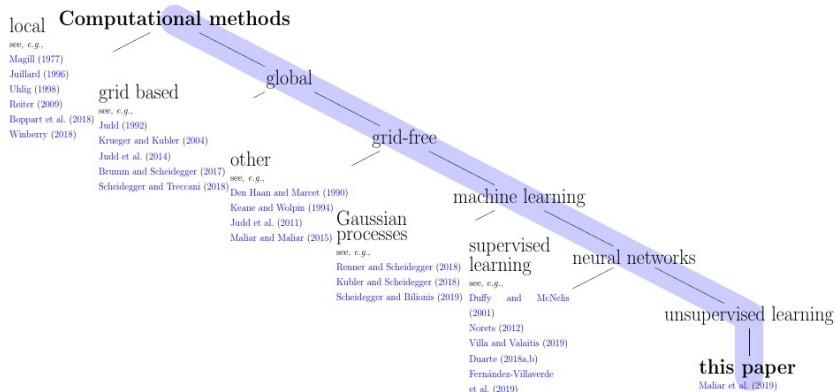 Computational methods
local
see, e.g.,
Magill (1977)
Juillard (1996)
Uhlig (1998)
Reiter (2009)
Boppart et al. (2018)
Winberry (2018)
global
grid based
see, e.g.,
Judd (1992)
Krueger and Kubler (2004)
Judd et al. (2014)
Brumm and Scheidegger (2017)
Scheidegger and Treccani (2018)
grid-free
other
see, e.g.,
Den Haan and Marcet (1990)
Keane and Wolpin (1994)
Judd et al. (2011)
Maliar and Maliar (2015)
machine learning
Gaussian
processes
see, e.g.,
Renner and Scheidegger (2018)
Kubler and Scheidegger (2018)
Scheidegger and Bilionis (2019)
neural networks
supervised
learning
see, e.g.,
Duffy and McNelis
(2001)
Norets (2012)
Villa and Valaitis (2019)
Duarte (2018a,b)
Fernández-Villaverde
et al. (2019)
unsupervised learning
this paper
Maliar et al. (2019)